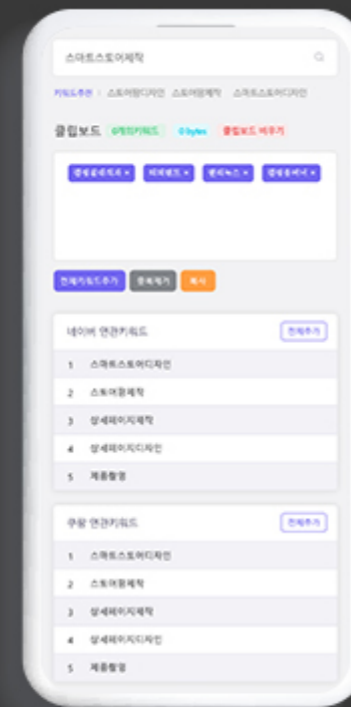 스마트스토어제작
키워드추천 : 스토어팜디자인 스토어팜제작 스마트스토어디자인
클립보드 0개의키워드 0 bytes 클립보드 비우기
전체키워드추가 중복제거 복사
네이버 연관키워드 전체추가
1 스마트스토어디자인
2 스토어팜제작
3 상세페이지제작
4 상세페이지디자인
5 제품촬영
쿠팡 연관키워드 전체추가
1 스마트스토어디자인
2 스토어팜제작
3 상세페이지제작
4 상세페이지디자인
5 제품촬영